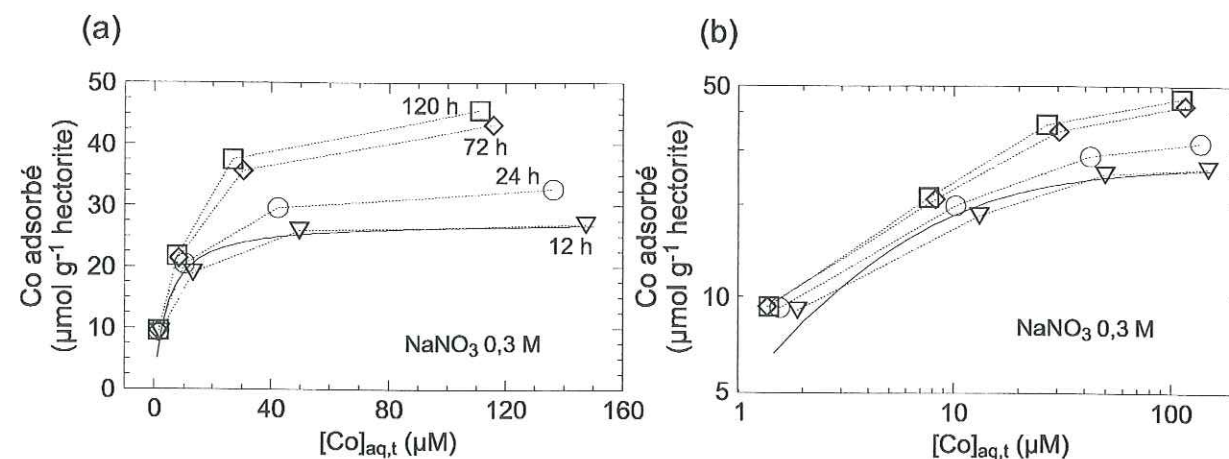 (a)
Co adsorbé
(µmol g⁻¹ hectorite)
50
40
30
20
10
0
120 h
72 h
24 h
12 h
NaNO₃ 0,3 M
0
40
80
120
160
[Co]aq,t (µM)
(b)
Co adsorbé
(µmol g⁻¹ hectorite)
50
10
5
NaNO₃ 0,3 M
1
10
100
[Co]aq,t (µM)